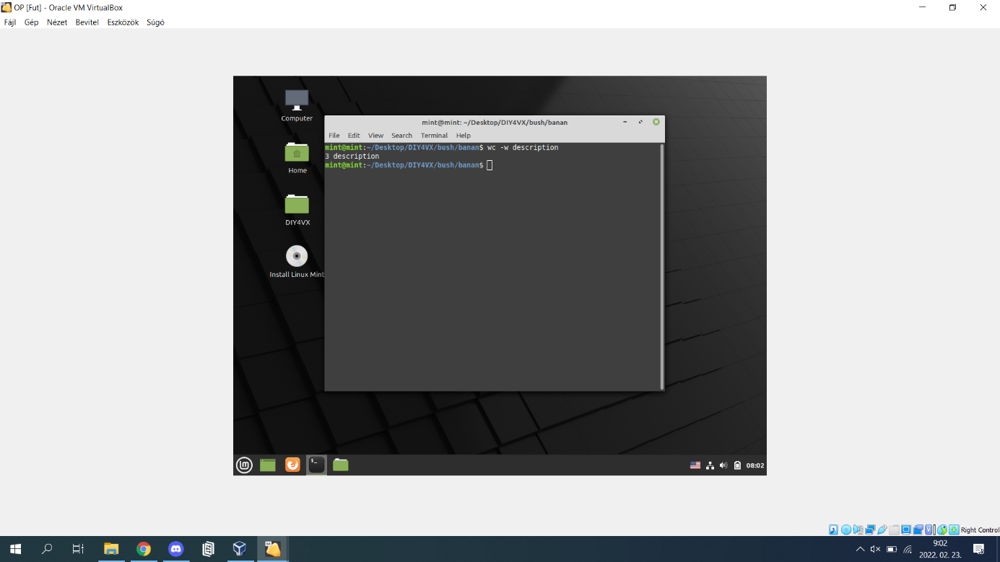 OP [Fut] - Oracle VM VirtualBox
Fájl Gép Nézet Bevitel Eszközök Súgó
Computer
Home
DIY4VX
Install Linux Mint
mint@mint: ~/Desktop/DIY4VX/bush/banan
File Edit View Search Terminal Help
mint@mint:~/Desktop/DIY4VX/bush/banan$ wc -w description
3 description
mint@mint:~/Desktop/DIY4VX/bush/banan$
08:02
Right Control
9:02
2022. 02. 23.